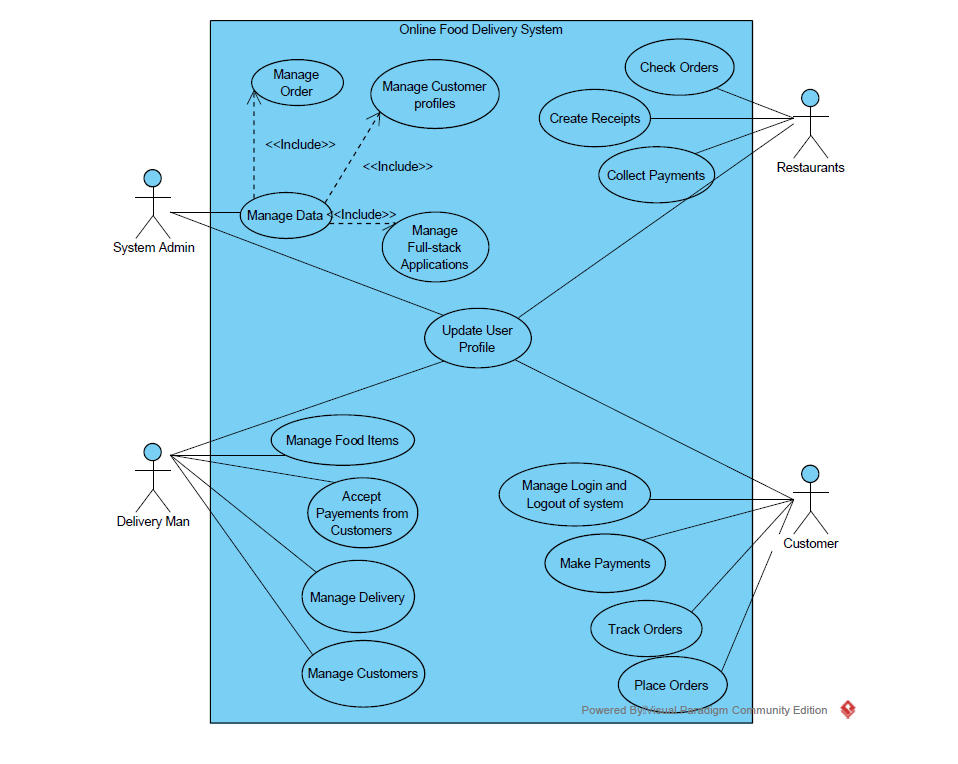 Online Food Delivery System
Manage
Order
Manage Customer
profiles
Check Orders
Create Receipts
Restaurants
<<Include>>
<<Include>>
Collect Payments
System Admin
Manage Data
<<Include>>
Manage
Full-stack
Applications
Update User
Profile
Manage Food Items
Delivery Man
Accept
Payements from
Customers
Manage Login and
Logout of system
Customer
Make Payments
Manage Delivery
Track Orders
Manage Customers
Place Orders
Powered By:Visual Paradigm Community Edition